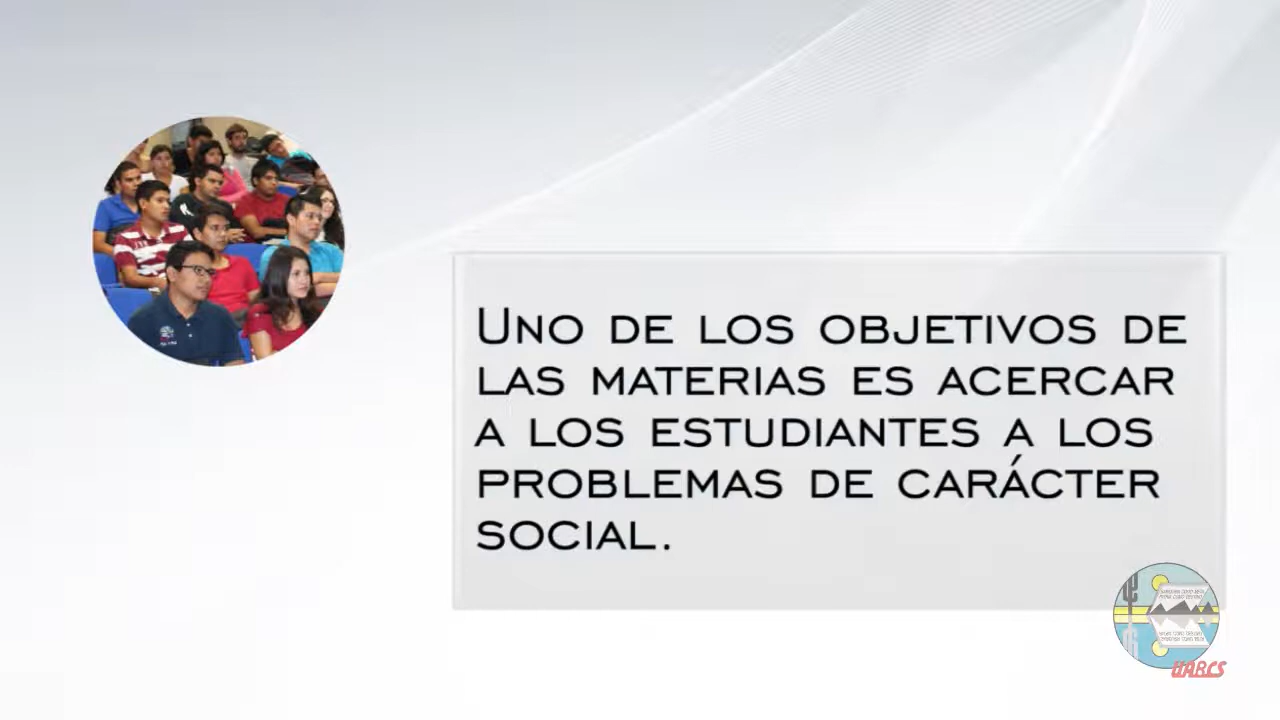 Uno de los objetivos de
las materias es acercar
a los estudiantes a los
problemas de carácter
social.
UABCS